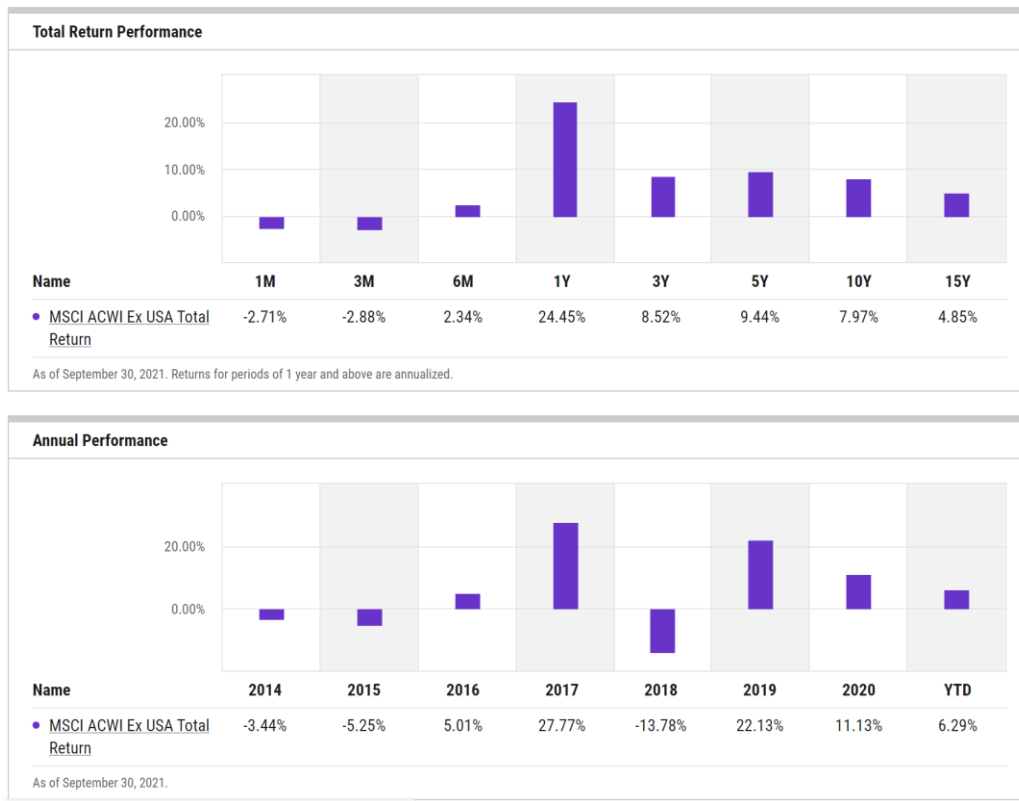 Total Return Performance
20.00%
10.00%
0.00%
Name 1M 3M 6M 1Y 3Y 5Y 10Y 15Y
MSCI ACWI Ex USA Total -2.71% -2.88% 2.34% 24.45% 8.52% 9.44% 7.97% 4.85%
Return
As of September 30, 2021. Returns for periods of 1 year and above are annualized.
Annual Performance
20.00%
0.00%
Name 2014 2015 2016 2017 2018 2019 2020 YTD
MSCI ACWI Ex USA Total -3.44% -5.25% 5.01% 27.77% -13.78% 22.13% 11.13% 6.29%
Return
As of September 30, 2021.